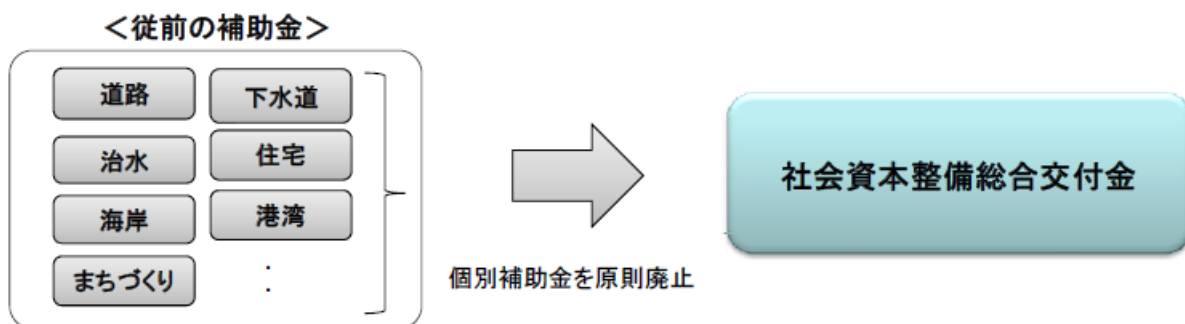 ＜従前の補助金＞
道路
下水道
治水
住宅
海岸
港湾
まちづくり
：
個別補助金を原則廃止
社会資本整備総合交付金